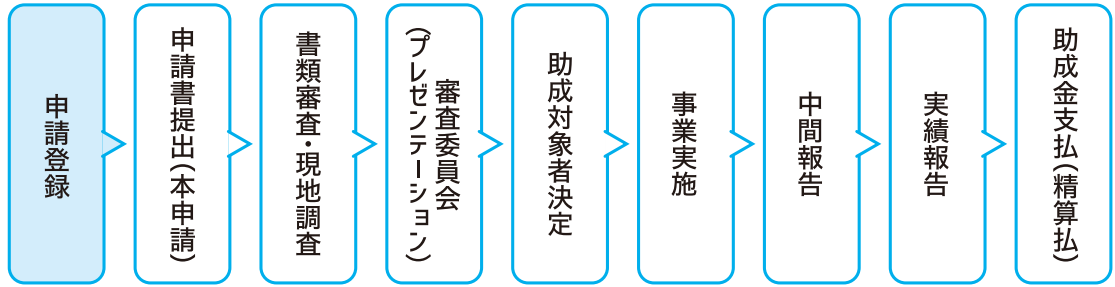 申請登録
申請書提出(本申請)
書類審査・現地調査
審査委員会
(プレゼンテーション)
助成対象者決定
事業実施
中間報告
実績報告
助成金支払(精算払)